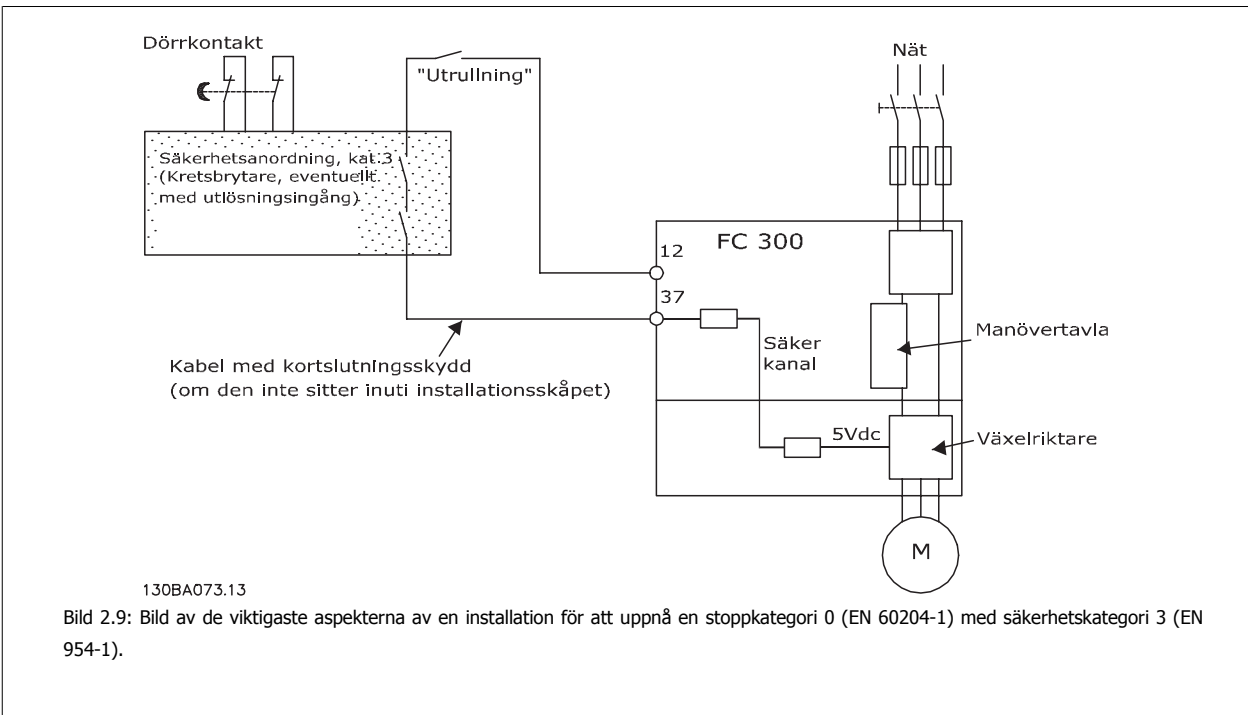 Dörrkontakt
Nät
"Utrullning"
Säkerhetsanordning, kat.3
(Kretsbrytare, eventuellt
med utlösningsingång)
FC 300
12
37
Säker
kanal
Manövertavla
Kabel med kortslutningsskydd
(om den inte sitter inuti installationsskåpet)
5Vdc
Växelriktare
M
130BA073.13
Bild 2.9: Bild av de viktigaste aspekterna av en installation för att uppnå en stoppkategori 0 (EN 60204-1) med säkerhetskategori 3 (EN
954-1).